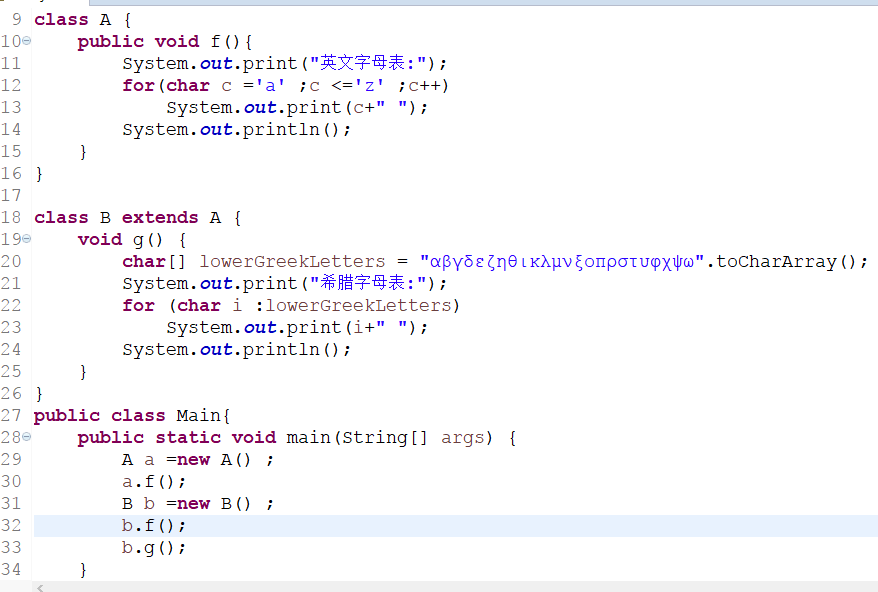 9 class A {
10 public void f(){
11 System.out.print("英文字母表:");
12 for(char c ='a' ;c <='z' ;c++)
13 System.out.print(c+" ");
14 System.out.println();
15 }
16 }
17
18 class B extends A {
19 void g() {
20 char[] lowerGreekLetters = "αβγδεζηθικλμνξοπρστυφχψω".toCharArray();
21 System.out.print("希腊字母表:");
22 for (char i :lowerGreekLetters)
23 System.out.print(i+" ");
24 System.out.println();
25 }
26 }
27 public class Main{
28 public static void main(String[] args) {
29 A a =new A() ;
30 a.f();
31 B b =new B() ;
32 b.f();
33 b.g();
34 }